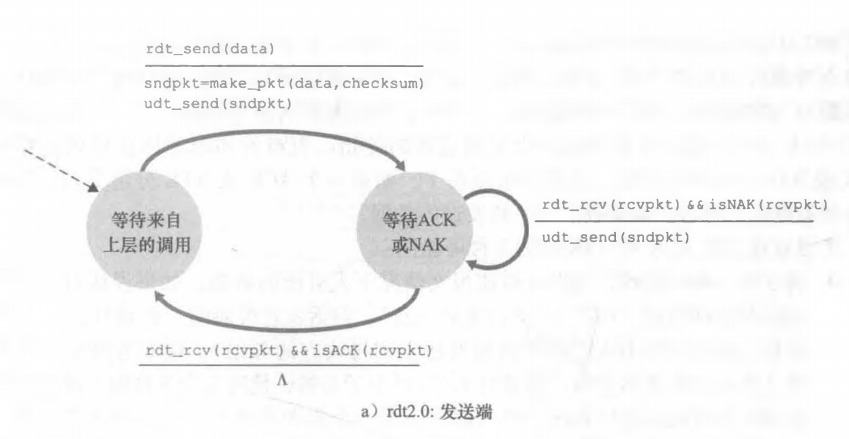 rdt_send(data)
sndpkt=make_pkt(data,checksum)
udt_send(sndpkt)
等待来自
上层的调用
等待ACK
或NAK
rdt_rcv(rcvpkt)&&isNAK(rcvpkt)
udt_send(sndpkt)
rdt_rcv(rcvpkt)&&isACK(rcvpkt)
Λ
a）rdt2.0: 发送端